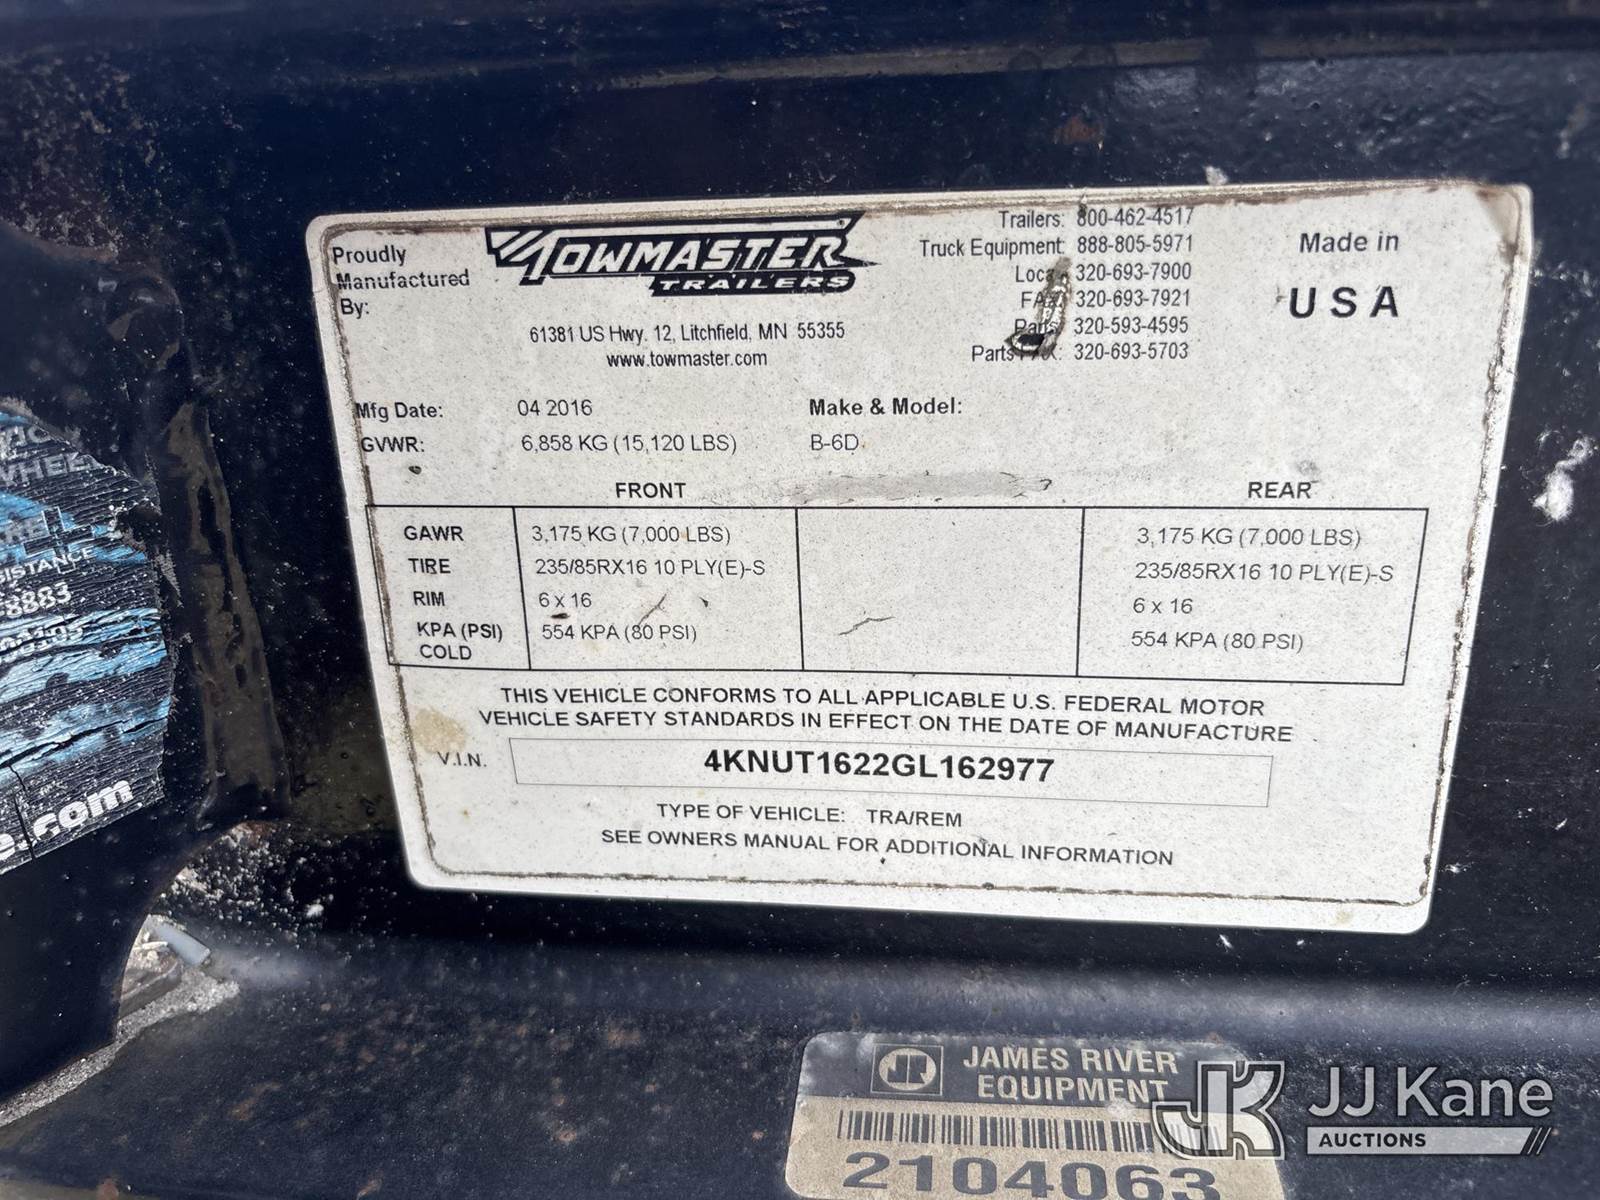 Proudly
Manufactured
By:
TOWMASTER
TRAILERS
61381 US Hwy. 12, Litchfield, MN 55355
www.towmaster.com
Trailers: 800-462-4517
Truck Equipment: 888-805-5971
320-693-7900
FAX: 320-693-7921
Parts: 320-593-4595
Parts FAX: 320-693-5703
Made in
USA
Mfg Date: 04 2016 Make & Model:
GVWR: 6,858 KG (15,120 LBS) B-6D
FRONT REAR
GAWR 3,175 KG (7,000 LBS) 3,175 KG (7,000 LBS)
TIRE 235/85RX16 10 PLY(E)-S 235/85RX16 10 PLY(E)-S
RIM 6 x 16 6 x 16
KPA (PSI) 554 KPA (80 PSI) 554 KPA (80 PSI)
COLD
THIS VEHICLE CONFORMS TO ALL APPLICABLE U.S. FEDERAL MOTOR
VEHICLE SAFETY STANDARDS IN EFFECT ON THE DATE OF MANUFACTURE
V.I.N. 4KNUT1622GL162977
TYPE OF VEHICLE: TRA/REM
SEE OWNERS MANUAL FOR ADDITIONAL INFORMATION
JAMES RIVER
EQUIPMENT
2104063
JJ Kane
AUCTIONS
.com